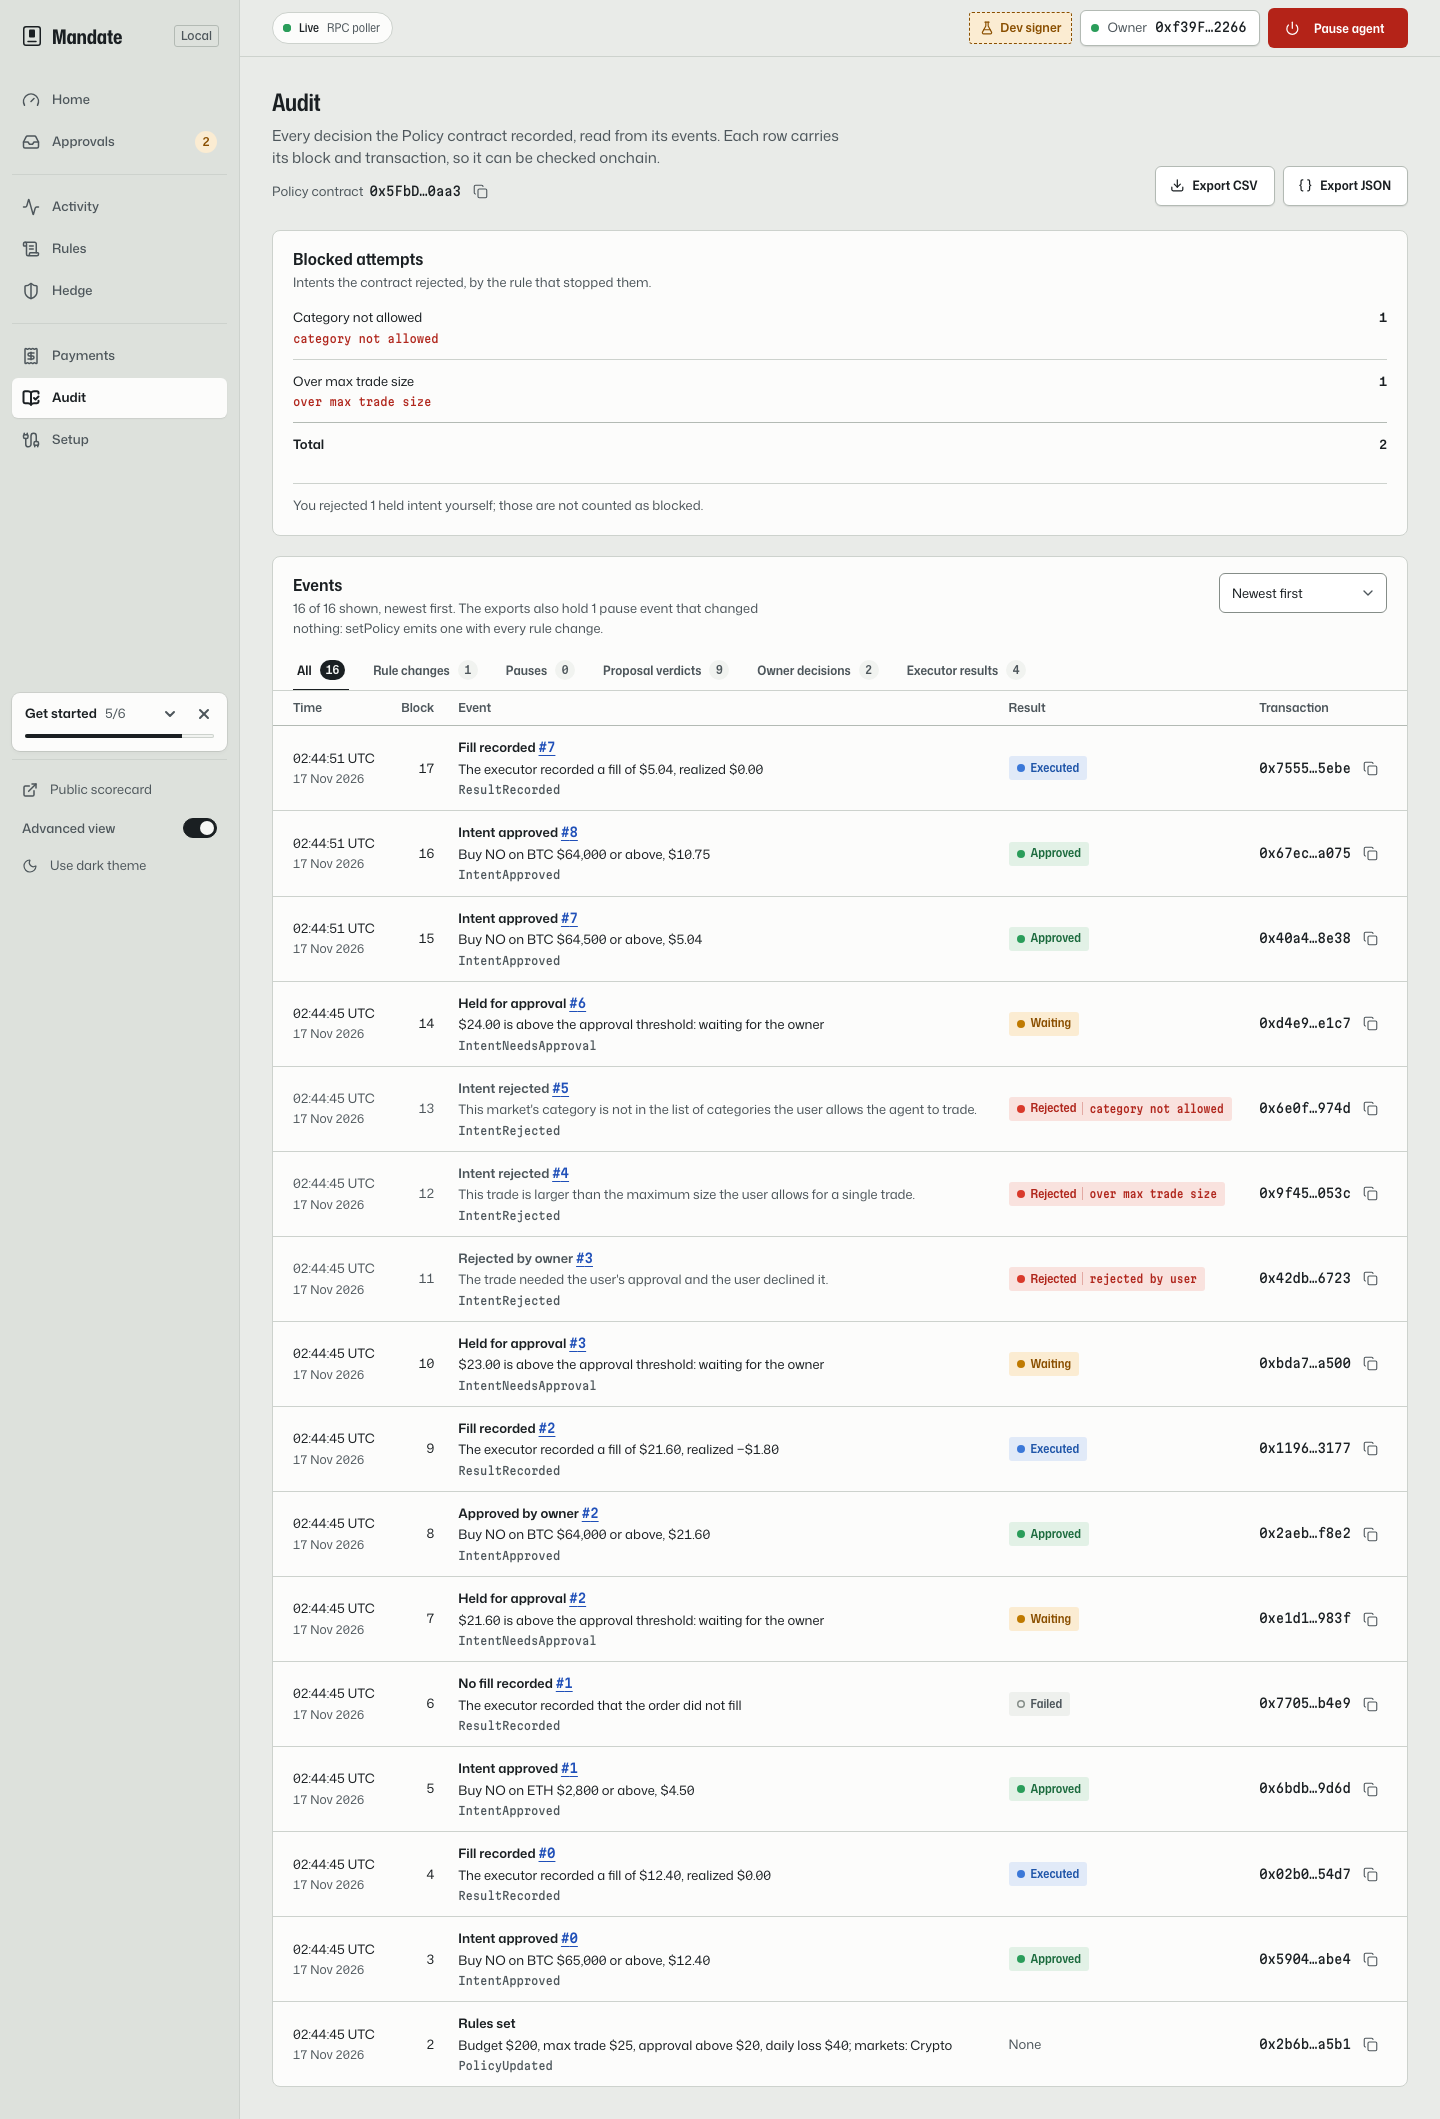 Mandate
Local
Home
Approvals 2
Activity
Rules
Hedge
Payments
Audit
Setup
Get started 5/6
Public scorecard
Advanced view
Use dark theme
Live RPC poller
Dev signer
Owner 0xf39F…2266
Pause agent
Audit
Every decision the Policy contract recorded, read from its events. Each row carries
its block and transaction, so it can be checked onchain.
Policy contract 0x5FbD…0aa3
Export CSV
Export JSON
Blocked attempts
Intents the contract rejected, by the rule that stopped them.
Category not allowed 1
category not allowed
Over max trade size 1
over max trade size
Total 2
You rejected 1 held intent yourself; those are not counted as blocked.
Events
16 of 16 shown, newest first. The exports also hold 1 pause event that changed
nothing: setPolicy emits one with every rule change.
Newest first
All 16 Rule changes 1 Pauses 0 Proposal verdicts 9 Owner decisions 2 Executor results 4
Time Block Event Result Transaction
Fill recorded #7
02:44:51 UTC 17 The executor recorded a fill of $5.04, realized $0.00 Executed 0x7555…5ebe
17 Nov 2026 ResultRecorded
Intent approved #8
02:44:51 UTC 16 Buy NO on BTC $64,000 or above, $10.75 Approved 0x67ec…a075
17 Nov 2026 IntentApproved
Intent approved #7
02:44:51 UTC 15 Buy NO on BTC $64,500 or above, $5.04 Approved 0x40a4…8e38
17 Nov 2026 IntentApproved
Held for approval #6
02:44:45 UTC 14 $24.00 is above the approval threshold: waiting for the owner Waiting 0xd4e9…e1c7
17 Nov 2026 IntentNeedsApproval
Intent rejected #5
02:44:45 UTC 13 This market's category is not in the list of categories the user allows the agent to trade. Rejected category not allowed 0x6e0f…974d
17 Nov 2026 IntentRejected
Intent rejected #4
02:44:45 UTC 12 This trade is larger than the maximum size the user allows for a single trade. Rejected over max trade size 0x9f45…053c
17 Nov 2026 IntentRejected
Rejected by owner #3
02:44:45 UTC 11 The trade needed the user's approval and the user declined it. Rejected rejected by user 0x42db…6723
17 Nov 2026 IntentRejected
Held for approval #3
02:44:45 UTC 10 $23.00 is above the approval threshold: waiting for the owner Waiting 0xbda7…a500
17 Nov 2026 IntentNeedsApproval
Fill recorded #2
02:44:45 UTC 9 The executor recorded a fill of $21.60, realized −$1.80 Executed 0x1196…3177
17 Nov 2026 ResultRecorded
Approved by owner #2
02:44:45 UTC 8 Buy NO on BTC $64,000 or above, $21.60 Approved 0x2aeb…f8e2
17 Nov 2026 IntentApproved
Held for approval #2
02:44:45 UTC 7 $21.60 is above the approval threshold: waiting for the owner Waiting 0xe1d1…983f
17 Nov 2026 IntentNeedsApproval
No fill recorded #1
02:44:45 UTC 6 The executor recorded that the order did not fill Failed 0x7705…b4e9
17 Nov 2026 ResultRecorded
Intent approved #1
02:44:45 UTC 5 Buy NO on ETH $2,800 or above, $4.50 Approved 0x6bdb…9d6d
17 Nov 2026 IntentApproved
Fill recorded #0
02:44:45 UTC 4 The executor recorded a fill of $12.40, realized $0.00 Executed 0x02b0…54d7
17 Nov 2026 ResultRecorded
Intent approved #0
02:44:45 UTC 3 Buy NO on BTC $65,000 or above, $12.40 Approved 0x5904…abe4
17 Nov 2026 IntentApproved
Rules set
02:44:45 UTC 2 Budget $200, max trade $25, approval above $20, daily loss $40; markets: Crypto None 0x2b6b…a5b1
17 Nov 2026 PolicyUpdated